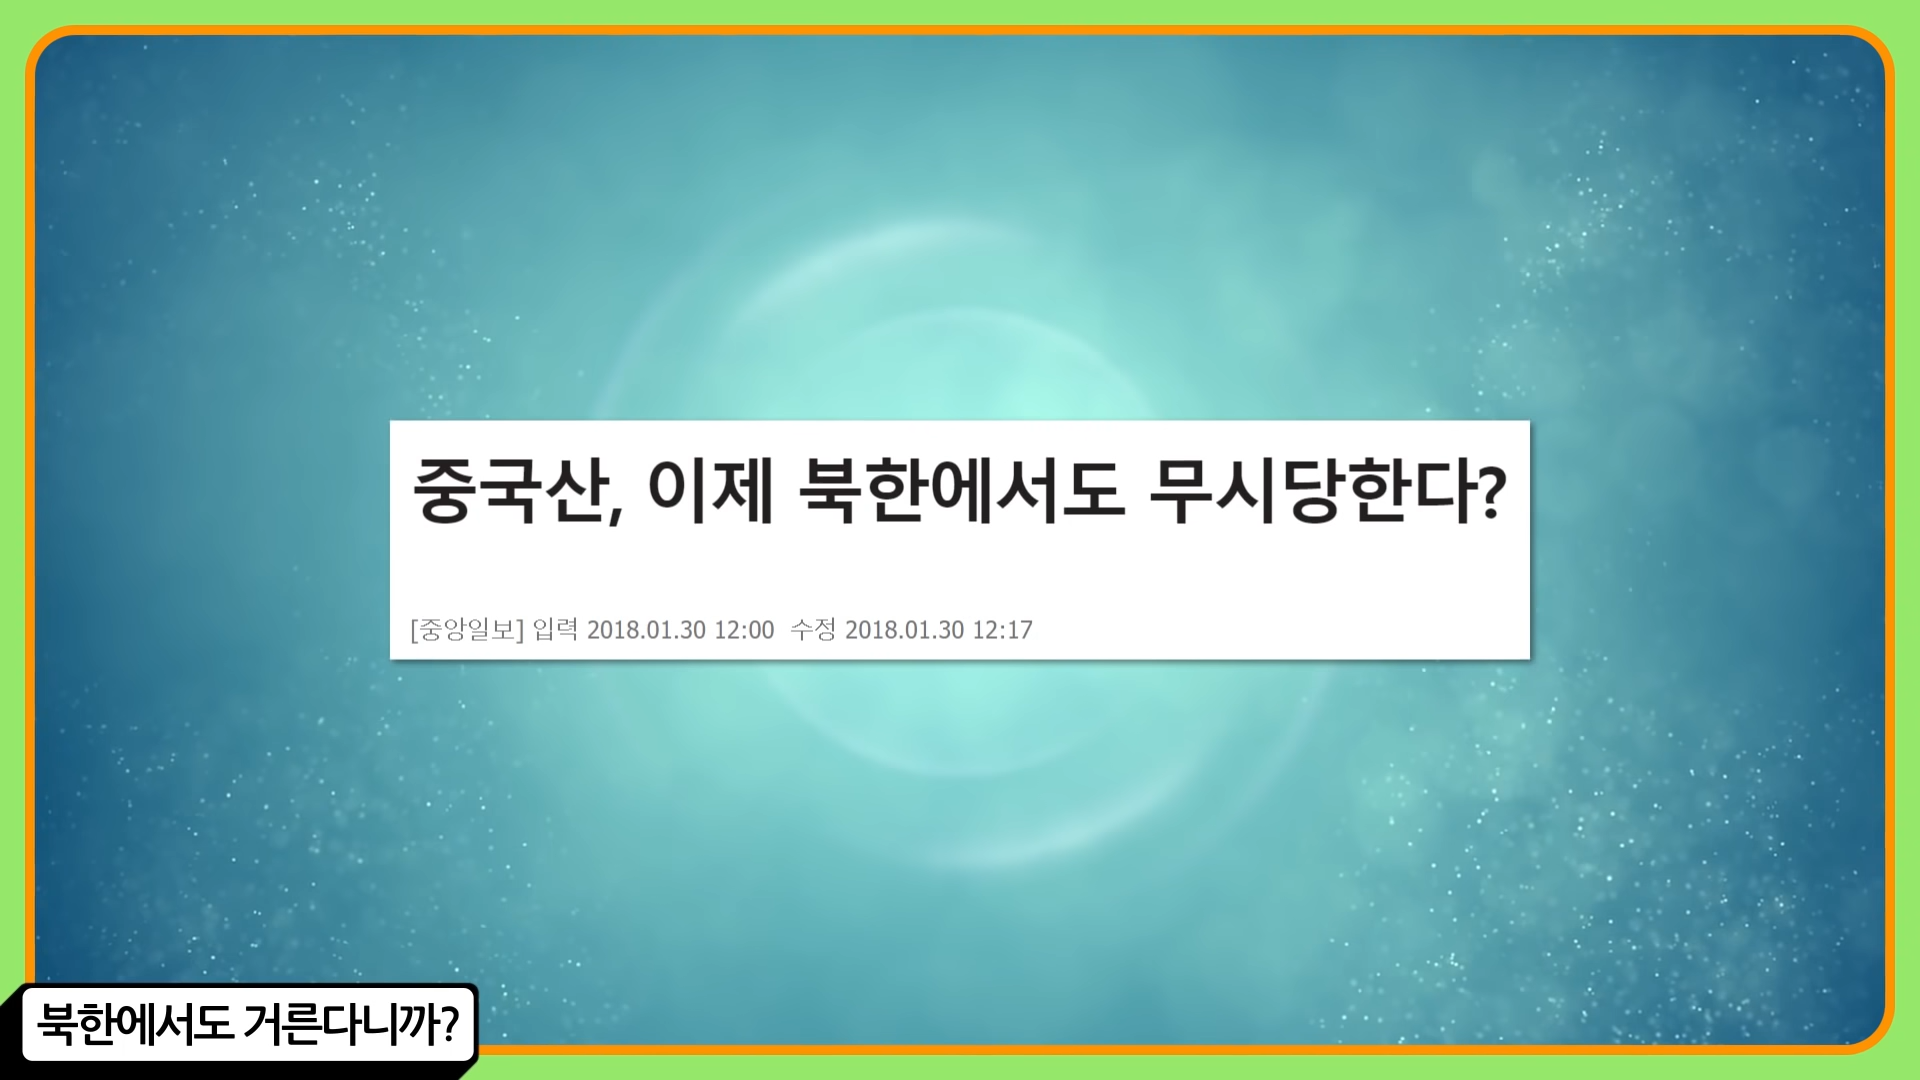 중국산, 이제 북한에서도 무시당한다?
[중앙일보] 입력 2018.01.30 12:00 수정 2018.01.30 12:17
북한에서도 거른다니까?